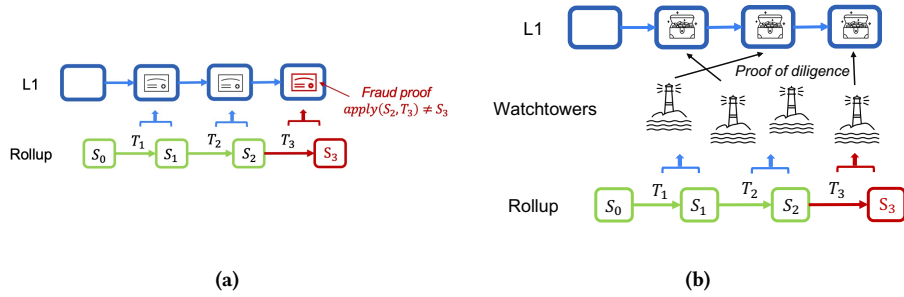 L1
Fraud proof
apply(S₂, T₃) ≠ S₃
T₁ T₂ T₃
Rollup S₀ S₁ S₂ S₃
(a)
L1
Proof of diligence
Watchtowers
T₁ T₂ T₃
Rollup S₀ S₁ S₂ S₃
(b)